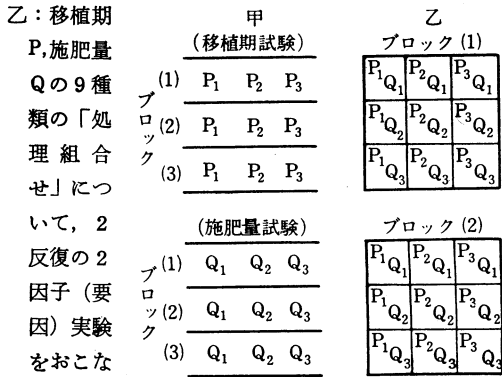 乙：移植期
P,施肥量
Qの9種
類の「処
理組合
せ」につ
いて，2
反復の2
因子（要
因）実験
をおこな
甲
(移植期試験)
ブロック
(1) P₁ P₂ P₃
(2) P₁ P₂ P₃
(3) P₁ P₂ P₃
(施肥量試験)
ブロック
(1) Q₁ Q₂ Q₃
(2) Q₁ Q₂ Q₃
(3) Q₁ Q₂ Q₃
乙
ブロック(1)
P₁Q₁ P₂Q₁ P₃Q₁
P₁Q₂ P₂Q₂ P₃Q₂
P₁Q₃ P₂Q₃ P₃Q₃
ブロック(2)
P₁Q₁ P₂Q₁ P₃Q₁
P₁Q₂ P₂Q₂ P₃Q₂
P₁Q₃ P₂Q₃ P₃Q₃